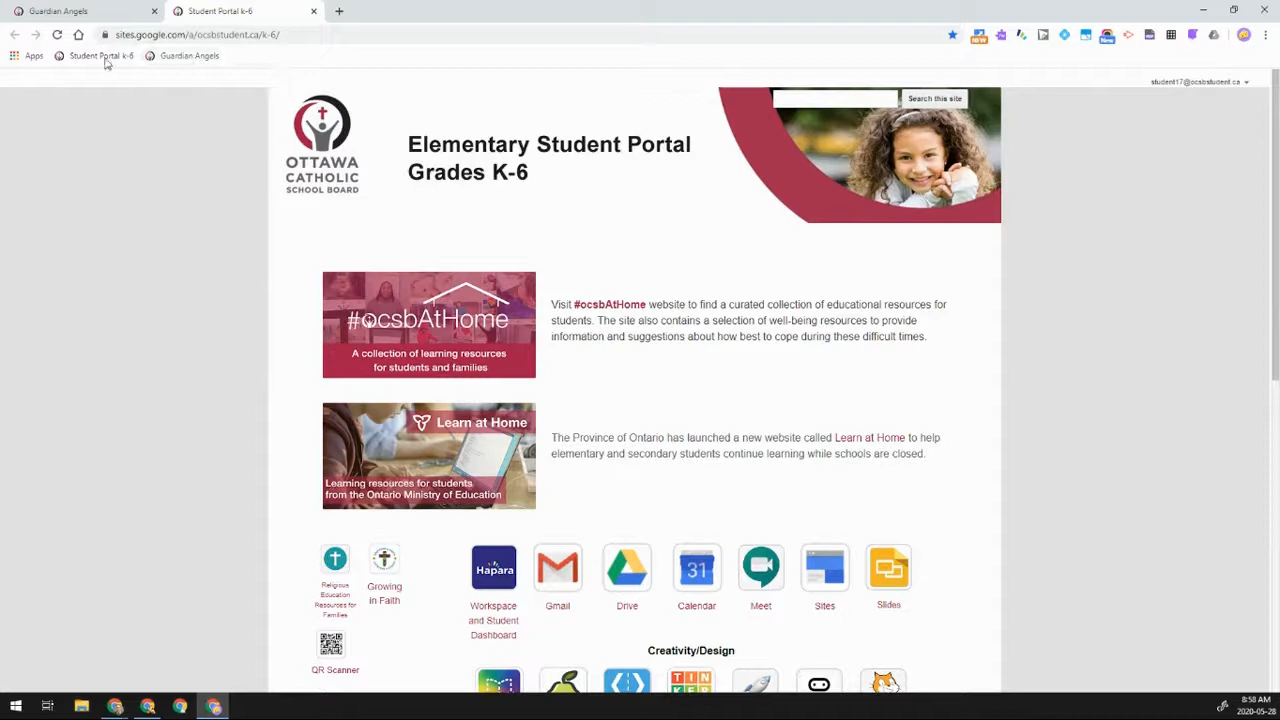 Guardian Angels
Student Portal k-6
sites.google.com/a/ocsbstudent.ca/k-6/
Apps
Student Portal k-6
Guardian Angels
student17@ocsbstudent.ca
Search this site
OTTAWA
CATHOLIC
SCHOOL BOARD
Elementary Student Portal
Grades K-6
#ocsbAtHome
A collection of learning resources
for students and families
Visit #ocsbAtHome website to find a curated collection of educational resources for
students. The site also contains a selection of well-being resources to provide
information and suggestions about how best to cope during these difficult times.
Learn at Home
Learning resources for students
from the Ontario Ministry of Education
The Province of Ontario has launched a new website called Learn at Home to help
elementary and secondary students continue learning while schools are closed.
Religious
Education
Resources for
Families
Growing
in Faith
QR Scanner
Hapara
Workspace
and Student
Dashboard
Gmail
Drive
31
Calendar
Meet
Sites
Slides
Creativity/Design
TIN
KER
8:58 AM
2020-05-28